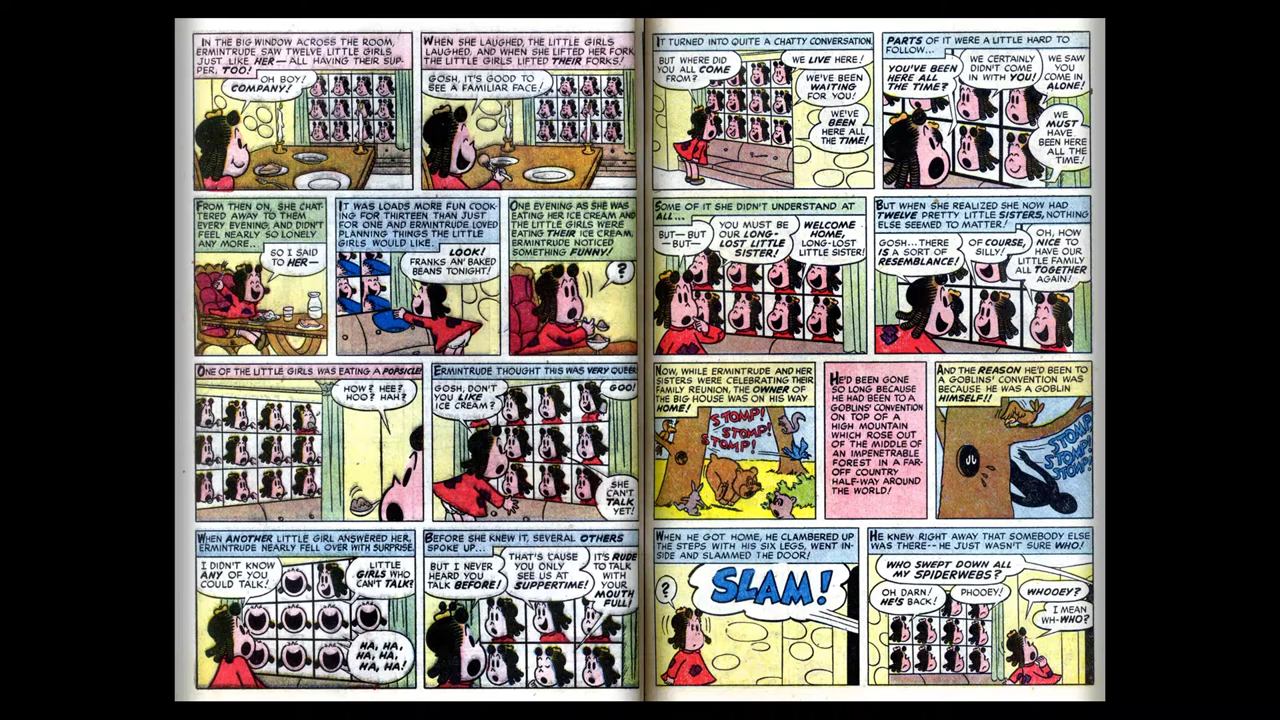 IN THE BIG WINDOW ACROSS THE ROOM,
ERMINTRUDE SAW TWELVE LITTLE GIRLS
JUST LIKE HER— ALL HAVING THEIR SUP-
PER, TOO!
OH BOY!
COMPANY!
WHEN SHE LAUGHED, THE LITTLE GIRLS
LAUGHED, AND WHEN SHE LIFTED HER FORK
THE LITTLE GIRLS LIFTED THEIR FORKS!
GOSH, IT'S GOOD TO
SEE A FAMILIAR FACE!
FROM THEN ON, SHE CHAT
TERED AWAY TO THEM
EVERY EVENING, AND DIDN'T
FEEL NEARLY SO LONELY
ANY MORE...
SO I SAID
TO HER—
IT WAS LOADS MORE FUN COOK-
ING FOR THIRTEEN THAN JUST
FOR ONE AND ERMINTRUDE LOVED
PLANNING THINGS THE LITTLE
GIRLS WOULD LIKE.
LOOK!
FRANKS AN' BAKED
BEANS TONIGHT!
ONE EVENING AS SHE WAS
EATING HER ICE CREAM AND
THE LITTLE GIRLS WERE
EATING THEIR ICE CREAM,
ERMINTRUDE NOTICED
SOMETHING FUNNY!
?
ONE OF THE LITTLE GIRLS WAS EATING A POPSICLE
HOW? HEE?
HOO? HAH?
ERMINTRUDE THOUGHT THIS WAS VERY QUEER
GOSH, DON'T
YOU LIKE
ICE CREAM?
GOO!
SHE
CAN'T
TALK
YET!
WHEN ANOTHER LITTLE GIRL ANSWERED HER,
ERMINTRUDE NEARLY FELL OVER WITH SURPRISE.
I DIDN'T KNOW
ANY OF YOU
COULD TALK!
LITTLE
GIRLS WHO
CAN'T TALK?
HA, HA,
HA, HA,
HA, HA!
BEFORE SHE KNEW IT, SEVERAL OTHERS
SPOKE UP...
BUT I NEVER
HEARD YOU
TALK BEFORE!
THAT'S 'CAUSE
YOU ONLY
SEE US AT
SUPPERTIME!
IT'S RUDE
TO TALK
WITH
YOUR
MOUTH
FULL!
IT TURNED INTO QUITE A CHATTY CONVERSATION.
BUT WHERE DID
YOU ALL COME
FROM?
WE LIVE HERE!
WE'VE BEEN
WAITING
FOR YOU!
WE'VE
BEEN
HERE ALL
THE TIME!
PARTS OF IT WERE A LITTLE HARD TO
FOLLOW...
YOU'VE BEEN
HERE ALL
THE TIME?
WE CERTAINLY
DIDN'T COME
IN WITH YOU!
WE SAW
YOU
COME IN
ALONE!
WE
MUST
HAVE
BEEN HERE
ALL THE
TIME!
SOME OF IT SHE DIDN'T UNDERSTAND AT
ALL...
BUT— BUT
—BUT—
YOU MUST BE
OUR LONG-
LOST LITTLE
SISTER!
WELCOME
HOME,
LONG-LOST
LITTLE SISTER!
BUT WHEN SHE REALIZED SHE NOW HAD
TWELVE PRETTY LITTLE SISTERS, NOTHING
ELSE SEEMED TO MATTER!
GOSH...THERE
IS A SORT OF
RESEMBLANCE!
OF COURSE,
SILLY!
OH, HOW
NICE TO
HAVE OUR
LITTLE FAMILY
ALL TOGETHER
AGAIN!
NOW, WHILE ERMINTRUDE AND HER
SISTERS WERE CELEBRATING THEIR
FAMILY REUNION, THE OWNER OF
THE BIG HOUSE WAS ON HIS WAY
HOME!
STOMP!
STOMP!
STOMP!
HE'D BEEN GONE
SO LONG BECAUSE
HE HAD BEEN TO A
GOBLINS' CONVENTION
ON TOP OF A
HIGH MOUNTAIN
WHICH ROSE OUT
OF THE MIDDLE OF
AN IMPENETRABLE
FOREST IN A FAR-
OFF COUNTRY
HALF-WAY AROUND
THE WORLD!
AND THE REASON HE'D BEEN TO
A GOBLINS' CONVENTION WAS
BECAUSE HE WAS A GOBLIN
HIMSELF!!
STOMP!
STOMP!
STOMP!
WHEN HE GOT HOME, HE CLAMBERED UP
THE STEPS WITH HIS SIX LEGS, WENT IN-
SIDE AND SLAMMED THE DOOR!
?
SLAM!
HE KNEW RIGHT AWAY THAT SOMEBODY ELSE
WAS THERE-- HE JUST WASN'T SURE WHO!
WHO SWEPT DOWN ALL
MY SPIDERWEBS?
OH DARN!
HE'S BACK!
PHOOEY!
WHOOEY?
I MEAN
WH-WHO?